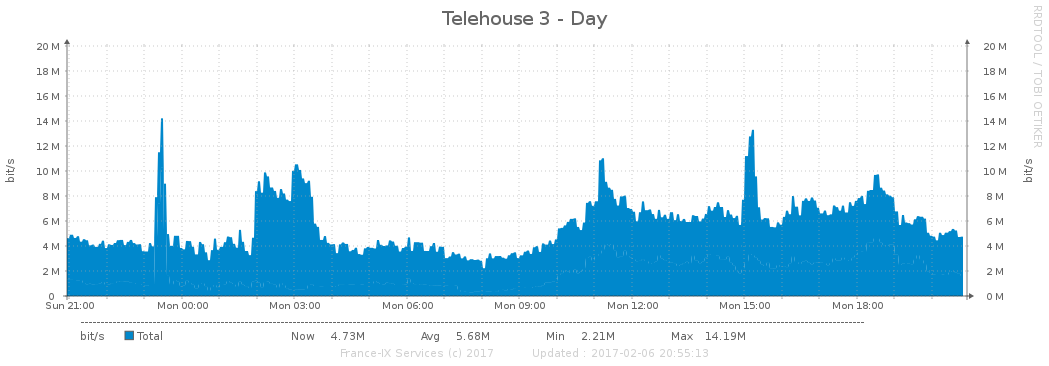 Telehouse 3 - Day
RRDTOOL / TOBI OETIKER
bit/s
bit/s
20 M 20 M
18 M 18 M
16 M 16 M
14 M 14 M
12 M 12 M
10 M 10 M
8 M 8 M
6 M 6 M
4 M 4 M
2 M 2 M
0 0 M
Sun 21:00 Mon 00:00 Mon 03:00 Mon 06:00 Mon 09:00 Mon 12:00 Mon 15:00 Mon 18:00
bit/s Total Now 4.73M Avg 5.68M Min 2.21M Max 14.19M
France-IX Services (c) 2017 Updated : 2017-02-06 20:55:13